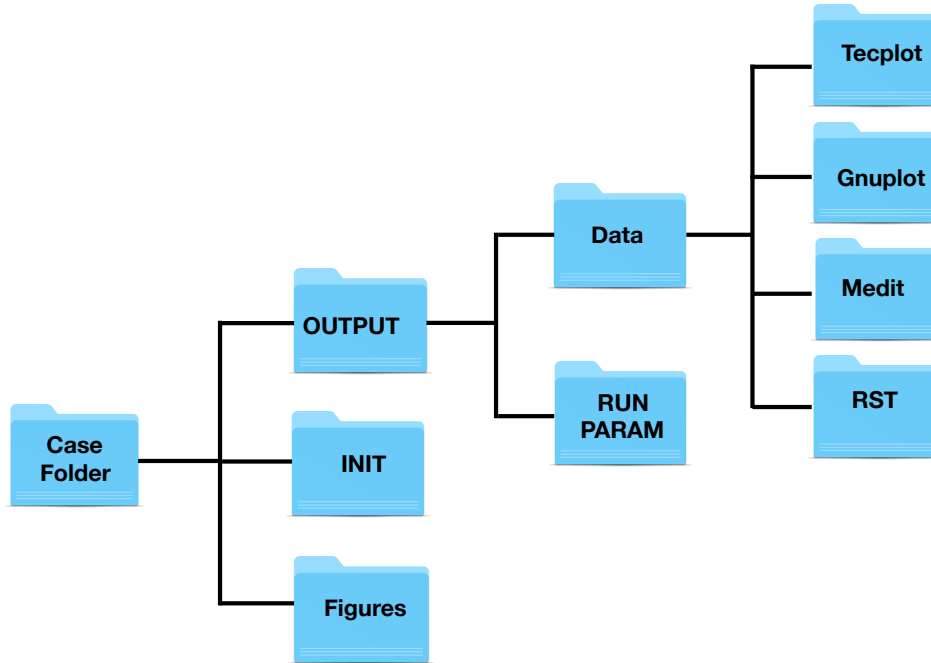 Case
Folder
OUTPUT
INIT
Figures
Data
RUN
PARAM
Tecplot
Gnuplot
Medit
RST